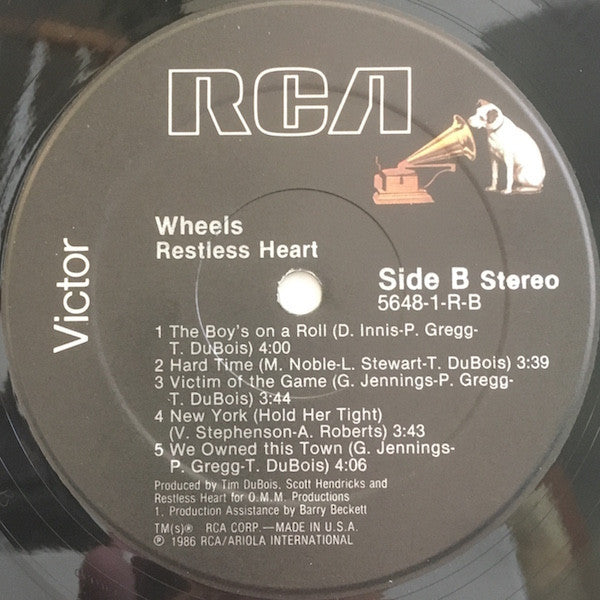 RCA
Victor
Wheels
Restless Heart
Side B Stereo
5648-1-R-B
1 The Boy's on a Roll (D. Innis-P. Gregg-
T. DuBois) 4:00
2 Hard Time (M. Noble-L. Stewart-T. DuBois) 3:39
3 Victim of the Game (G. Jennings-P. Gregg-
T. DuBois) 3:44
4 New York (Hold Her Tight)
(V. Stephenson-A. Roberts) 3:43
5 We Owned this Town (G. Jennings-
P. Gregg-T. DuBois) 4:06
Produced by Tim DuBois, Scott Hendricks and
Restless Heart for O.M.M. Productions
1. Production Assistance by Barry Beckett
TM(s)® RCA CORP.—MADE IN U.S.A.
℗ 1986 RCA/ARIOLA INTERNATIONAL